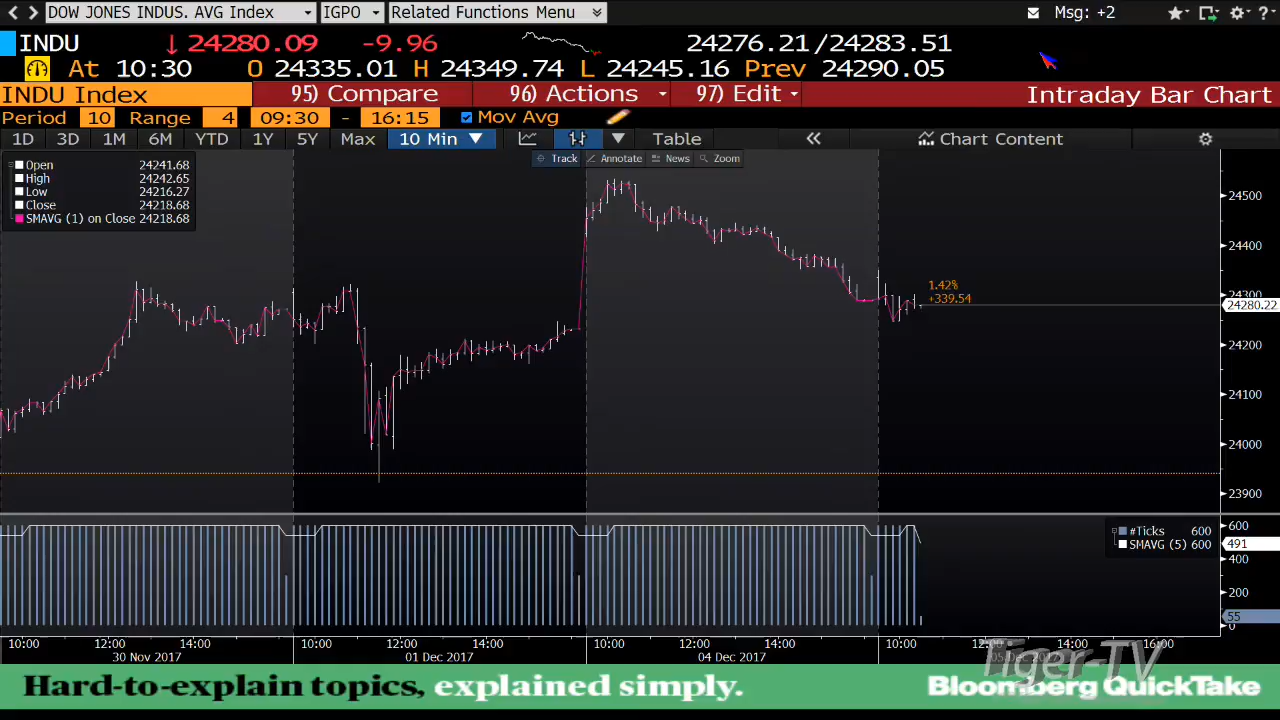 DOW JONES INDUS. AVG Index IGPO Related Functions Menu Msg: +2
INDU 24280.09 -9.96 24276.21/24283.51
At 10:30 O 24335.01 H 24349.74 L 24245.16 Prev 24290.05
INDU Index 95) Compare 96) Actions 97) Edit Intraday Bar Chart
Period 10 Range 4 09:30 - 16:15 Mov Avg
1D 3D 1M 6M YTD 1Y 5Y Max 10 Min Table Chart Content
Track Annotate News Zoom
Open 24241.68
High 24242.65
Low 24216.27
Close 24218.68
SMAVG (1) on Close 24218.68
24500
24400
1.42%
+339.54
24300
24280.22
24200
24100
24000
23900
#Ticks 600
SMAVG (5) 600
600
491
400
200
55
0
10:00 12:00 14:00 10:00 12:00 14:00 10:00 12:00 14:00 10:00 12:00 14:00 16:00
30 Nov 2017 01 Dec 2017 04 Dec 2017 05 Dec 2017
Tiger-TV
Hard-to-explain topics, explained simply. Bloomberg QuickTake